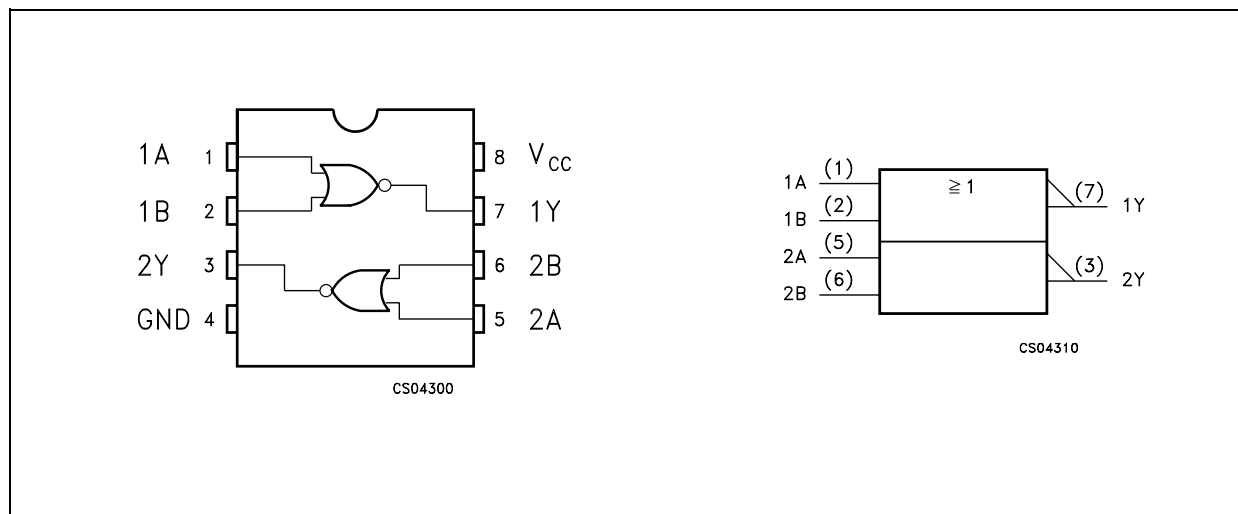 1A 1 8 VCC
1B 2 7 1Y
2Y 3 6 2B
GND 4 5 2A
CS04300
≧ 1
1A (1) (7) 1Y
1B (2)
2A (5) (3) 2Y
2B (6)
CS04310